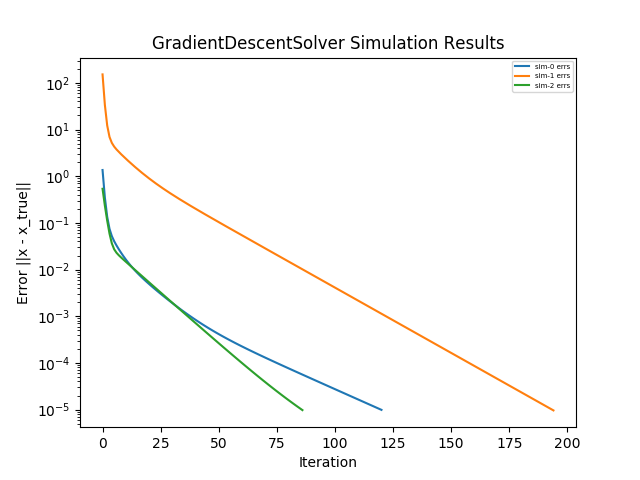 GradientDescentSolver Simulation Results
sim-0 errs
sim-1 errs
sim-2 errs
Error ||x - x_true||
10²
10¹
10⁰
10⁻¹
10⁻²
10⁻³
10⁻⁴
10⁻⁵
0 25 50 75 100 125 150 175 200
Iteration